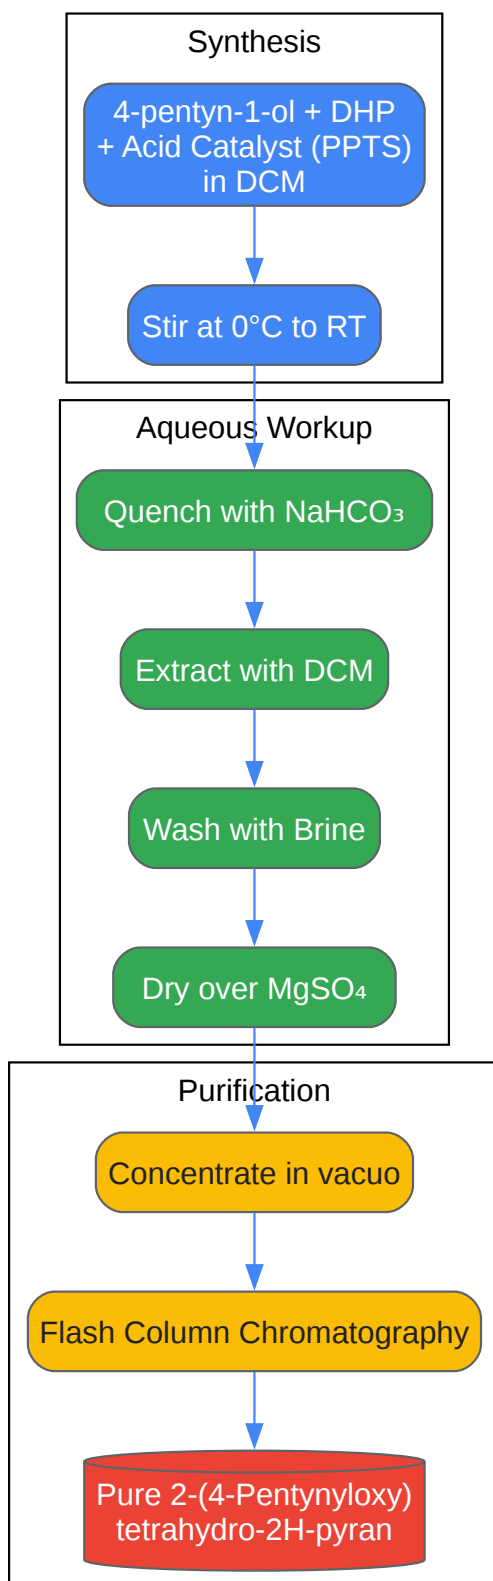 Synthesis
4-pentyn-1-ol + DHP
+ Acid Catalyst (PPTS)
in DCM
Stir at 0°C to RT
Aqueous Workup
Quench with NaHCO₃
Extract with DCM
Wash with Brine
Dry over MgSO₄
Purification
Concentrate in vacuo
Flash Column Chromatography
Pure 2-(4-Pentynyloxy)
tetrahydro-2H-pyran